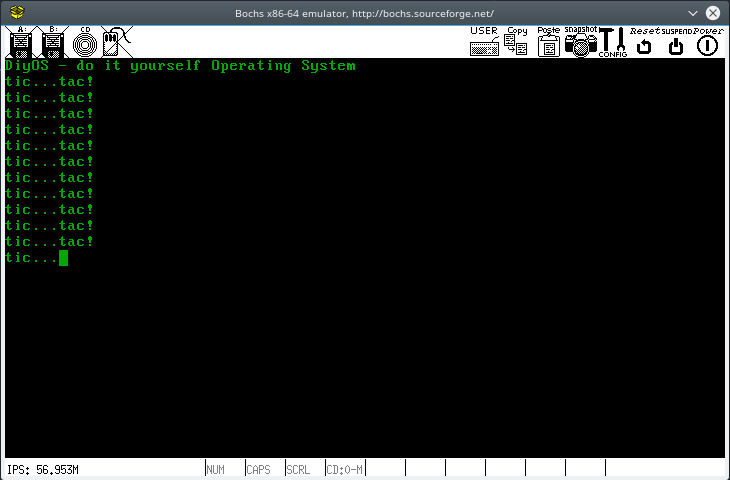 Bochs x86-64 emulator, http://bochs.sourceforge.net/
A: B: CD USER Copy Paste snapshot CONFIG Reset SUSPEND Power
DiyOS - do it yourself Operating System
tic...tac!
tic...tac!
tic...tac!
tic...tac!
tic...tac!
tic...tac!
tic...tac!
tic...tac!
tic...tac!
tic...tac!
tic...tac!
tic...
IPS: 56.953M NUM CAPS SCRL CD:0-M